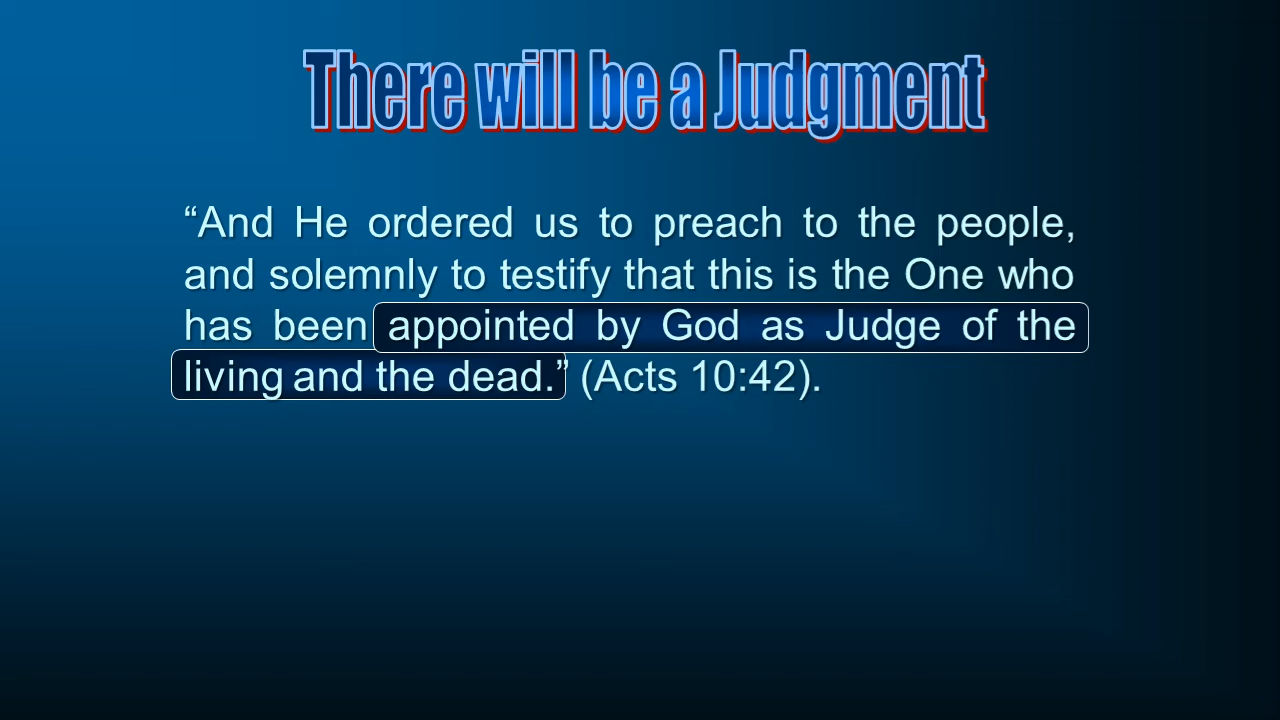 There will be a Judgment
“And He ordered us to preach to the people,
and solemnly to testify that this is the One who
has been appointed by God as Judge of the
living and the dead.” (Acts 10:42).